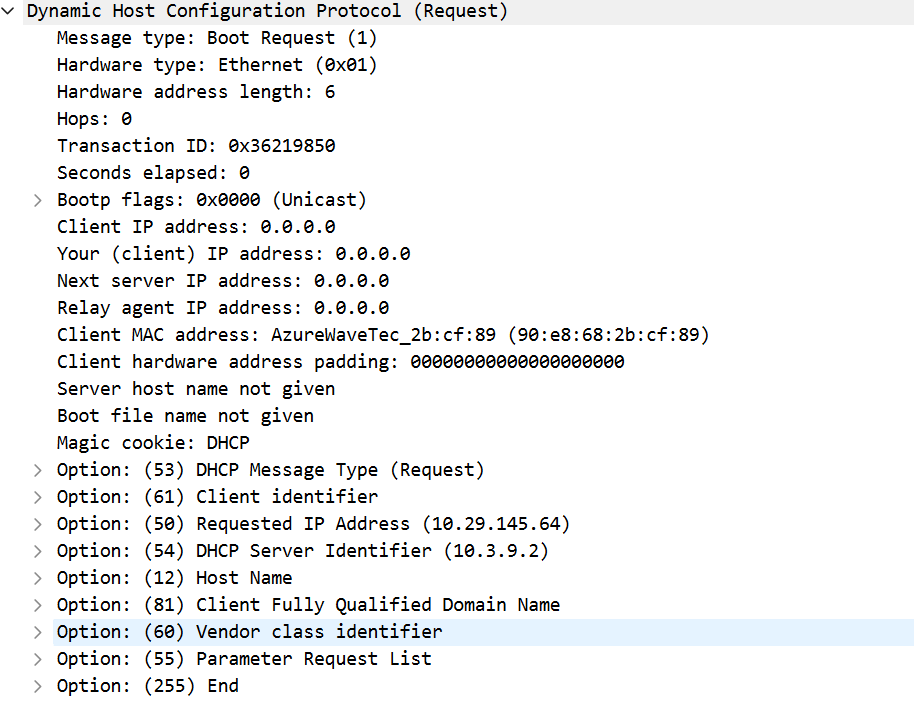 Dynamic Host Configuration Protocol (Request)
Message type: Boot Request (1)
Hardware type: Ethernet (0x01)
Hardware address length: 6
Hops: 0
Transaction ID: 0x36219850
Seconds elapsed: 0
Bootp flags: 0x0000 (Unicast)
Client IP address: 0.0.0.0
Your (client) IP address: 0.0.0.0
Next server IP address: 0.0.0.0
Relay agent IP address: 0.0.0.0
Client MAC address: AzureWaveTec_2b:cf:89 (90:e8:68:2b:cf:89)
Client hardware address padding: 00000000000000000000
Server host name not given
Boot file name not given
Magic cookie: DHCP
Option: (53) DHCP Message Type (Request)
Option: (61) Client identifier
Option: (50) Requested IP Address (10.29.145.64)
Option: (54) DHCP Server Identifier (10.3.9.2)
Option: (12) Host Name
Option: (81) Client Fully Qualified Domain Name
Option: (60) Vendor class identifier
Option: (55) Parameter Request List
Option: (255) End